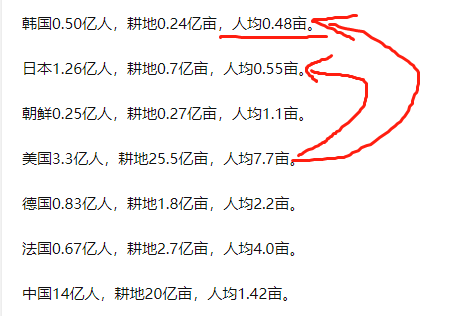 韩国0.50亿人，耕地0.24亿亩，人均0.48亩。
日本1.26亿人，耕地0.7亿亩，人均0.55亩。
朝鲜0.25亿人，耕地0.27亿亩，人均1.1亩。
美国3.3亿人，耕地25.5亿亩，人均7.7亩。
德国0.83亿人，耕地1.8亿亩，人均2.2亩。
法国0.67亿人，耕地2.7亿亩，人均4.0亩。
中国14亿人，耕地20亿亩，人均1.42亩。